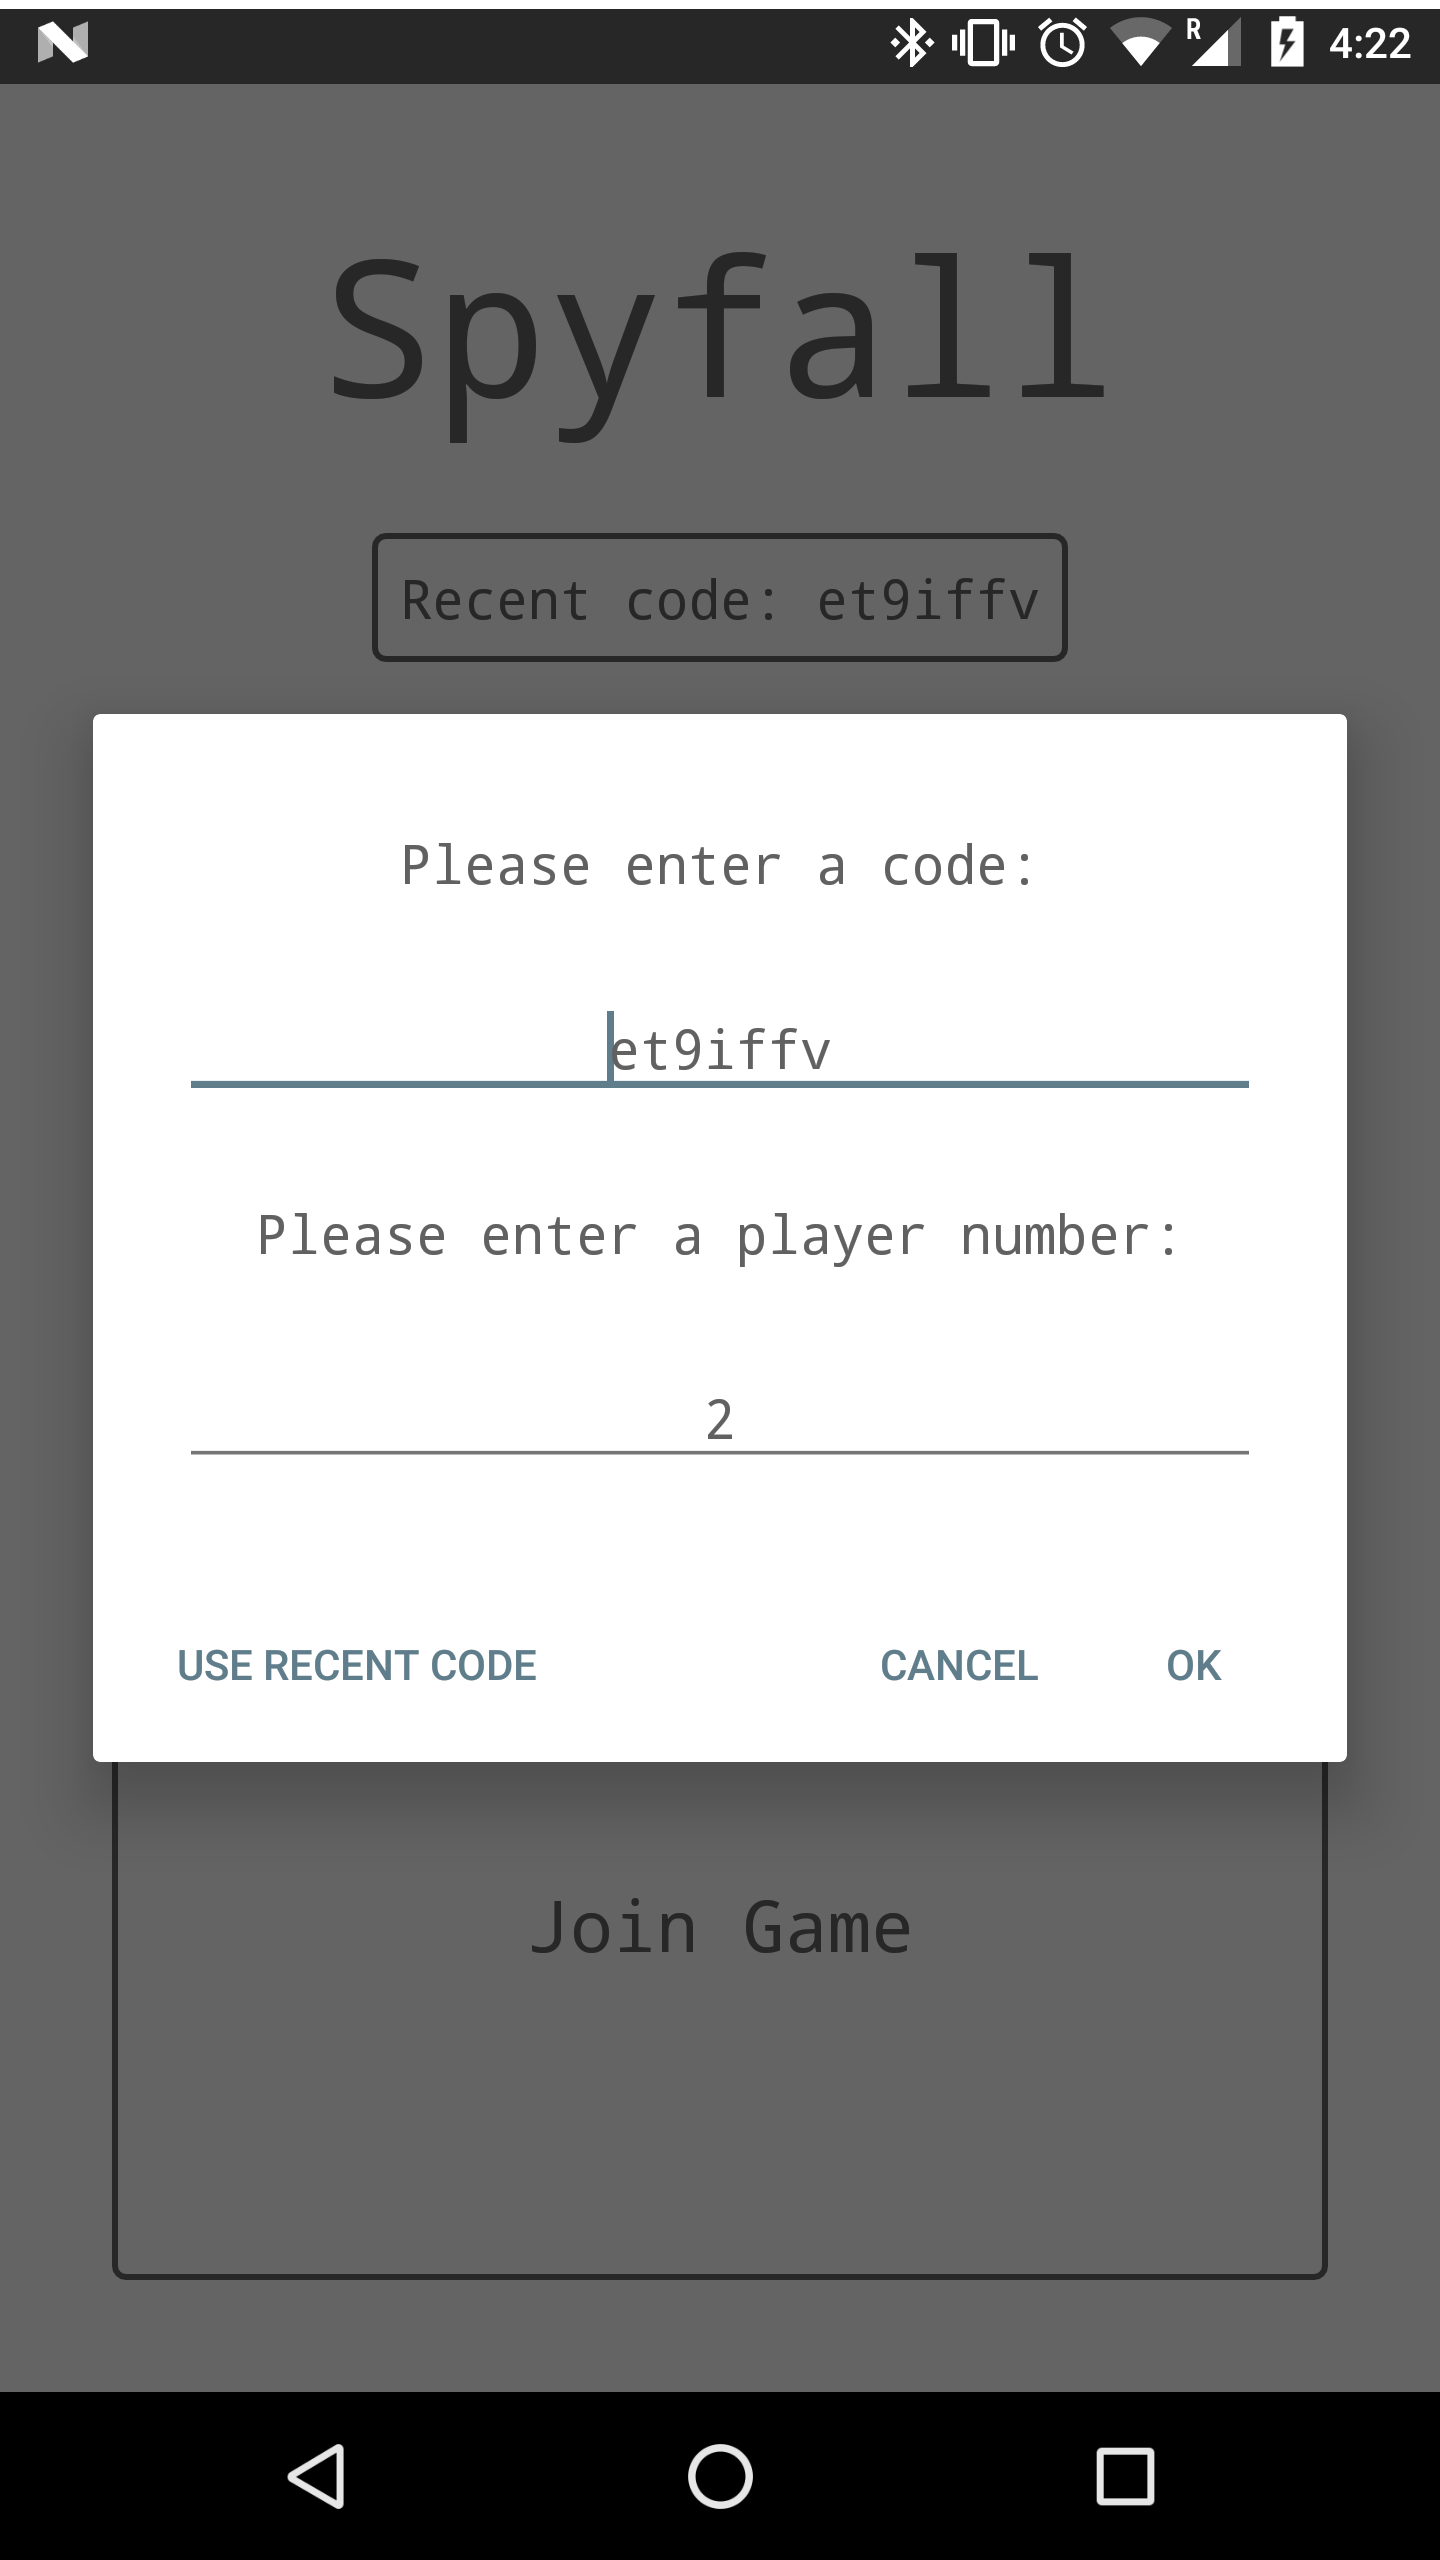 R 4:22
Spyfall
Recent code: et9iffv
Please enter a code:
et9iffv
Please enter a player number:
2
USE RECENT CODE CANCEL OK
Join Game